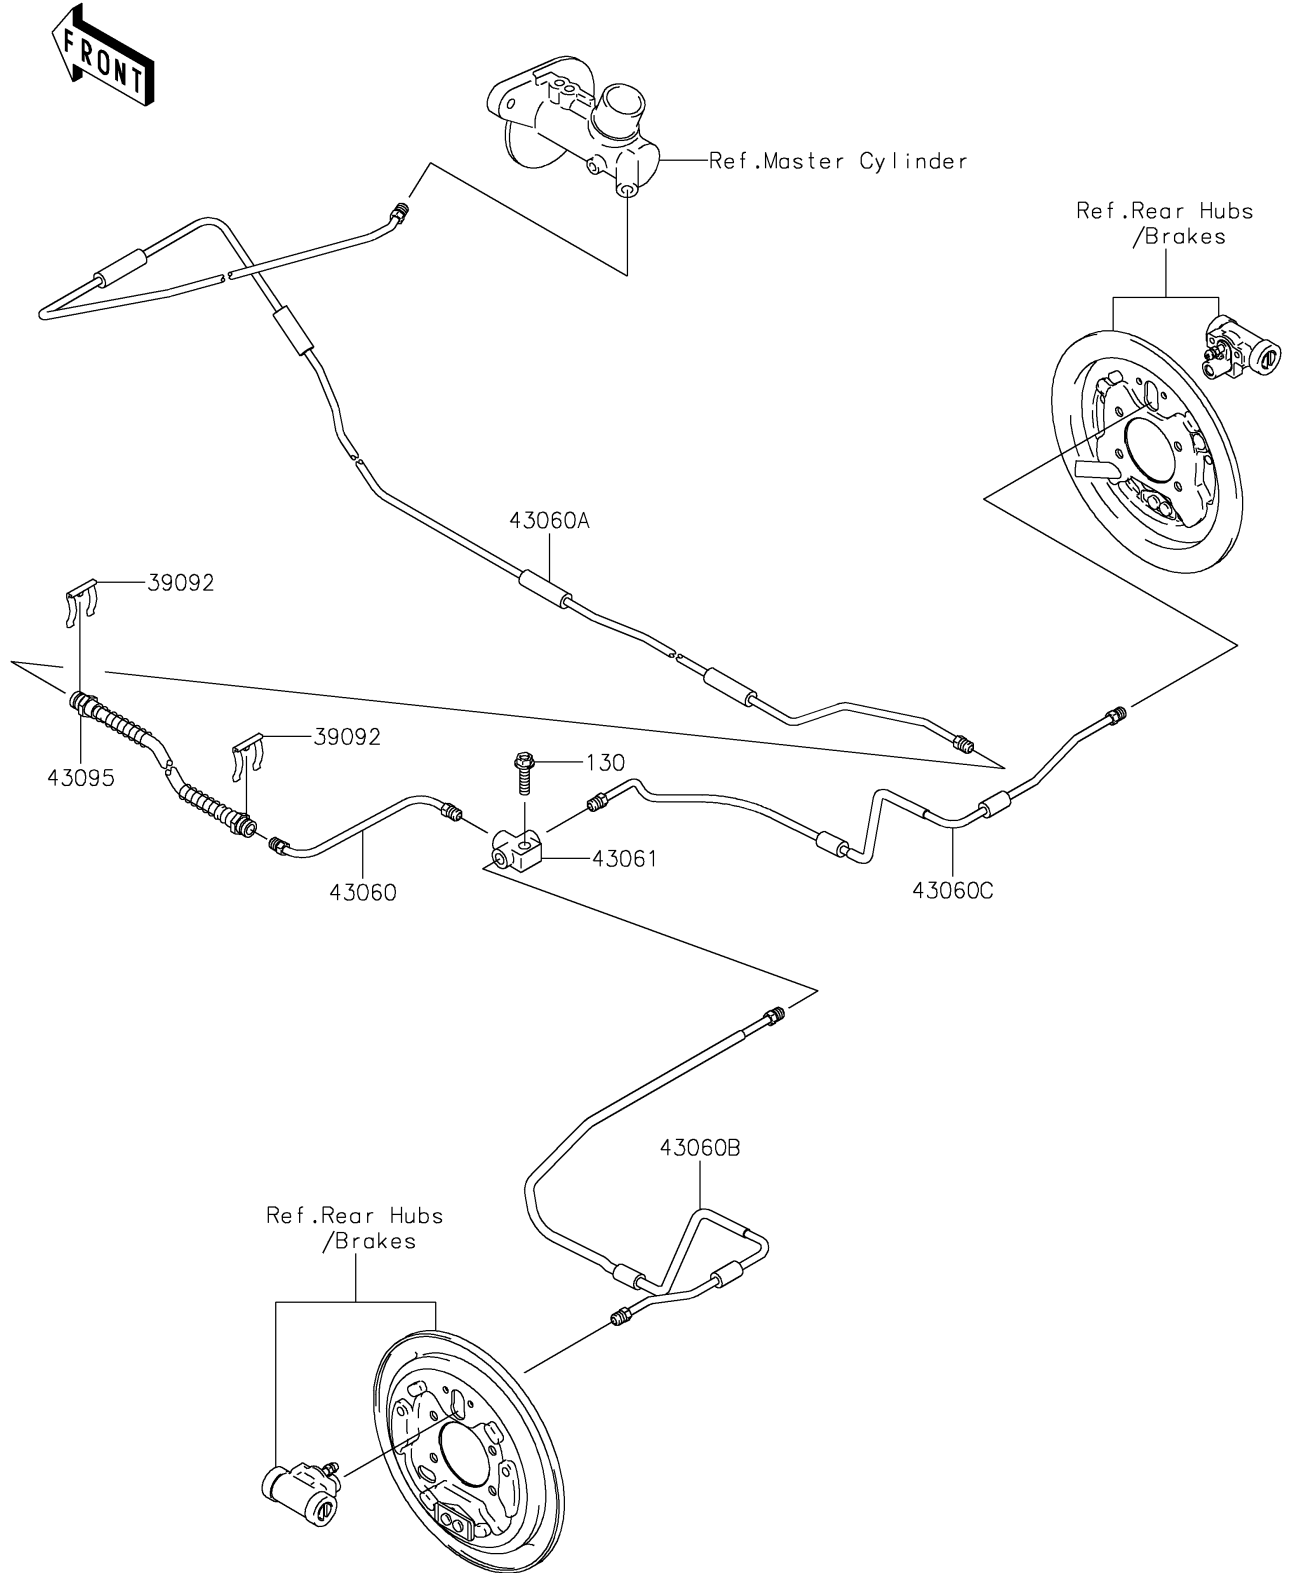 FRONT
Ref.Master Cylinder
Ref.Rear Hubs
/Brakes
43060A
39092
39092
43095
130
43061
43060
43060C
43060B
Ref.Rear Hubs
/Brakes